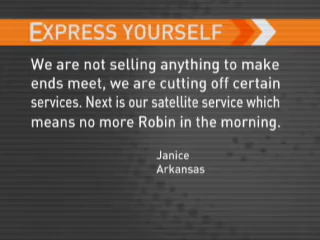 EXPRESS YOURSELF
We are not selling anything to make
ends meet, we are cutting off certain
services. Next is our satellite service which
means no more Robin in the morning.
Janice
Arkansas